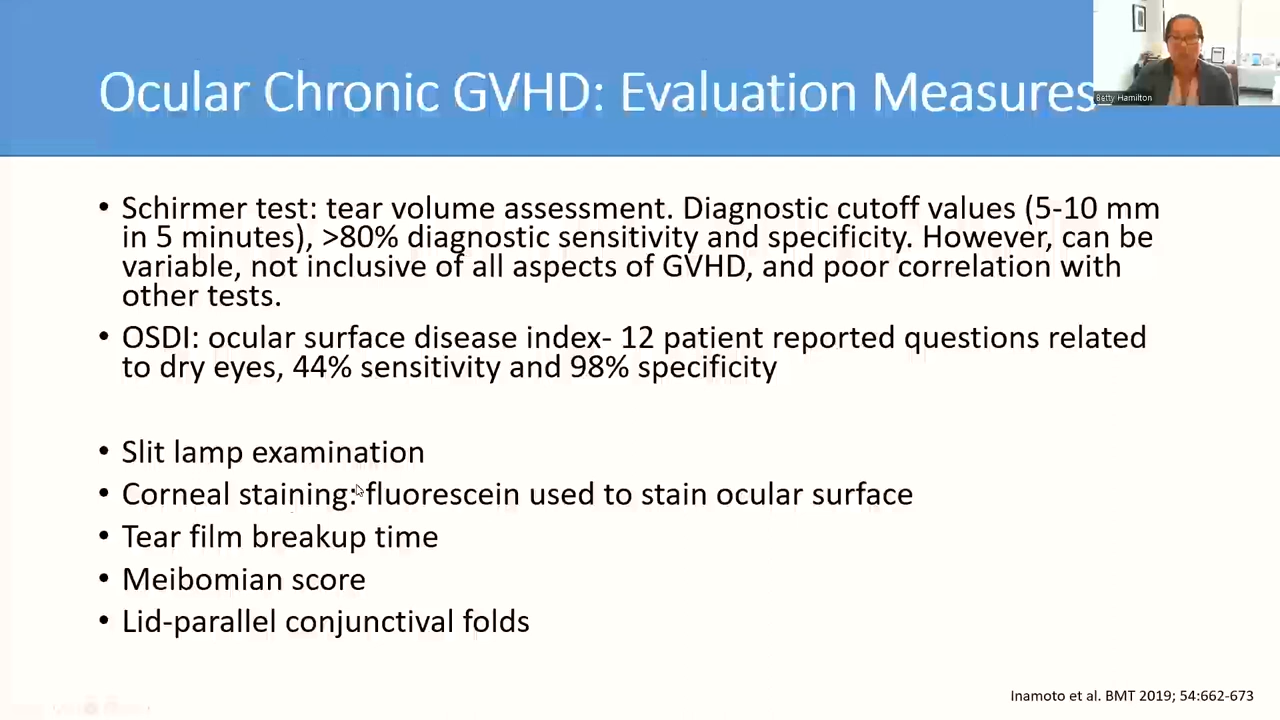 Ocular Chronic GVHD: Evaluation Measures
Betty Hamilton
• Schirmer test: tear volume assessment. Diagnostic cutoff values (5-10 mm
in 5 minutes), >80% diagnostic sensitivity and specificity. However, can be
variable, not inclusive of all aspects of GVHD, and poor correlation with
other tests.
• OSDI: ocular surface disease index- 12 patient reported questions related
to dry eyes, 44% sensitivity and 98% specificity
• Slit lamp examination
• Corneal staining: fluorescein used to stain ocular surface
• Tear film breakup time
• Meibomian score
• Lid-parallel conjunctival folds
Inamoto et al. BMT 2019; 54:662-673